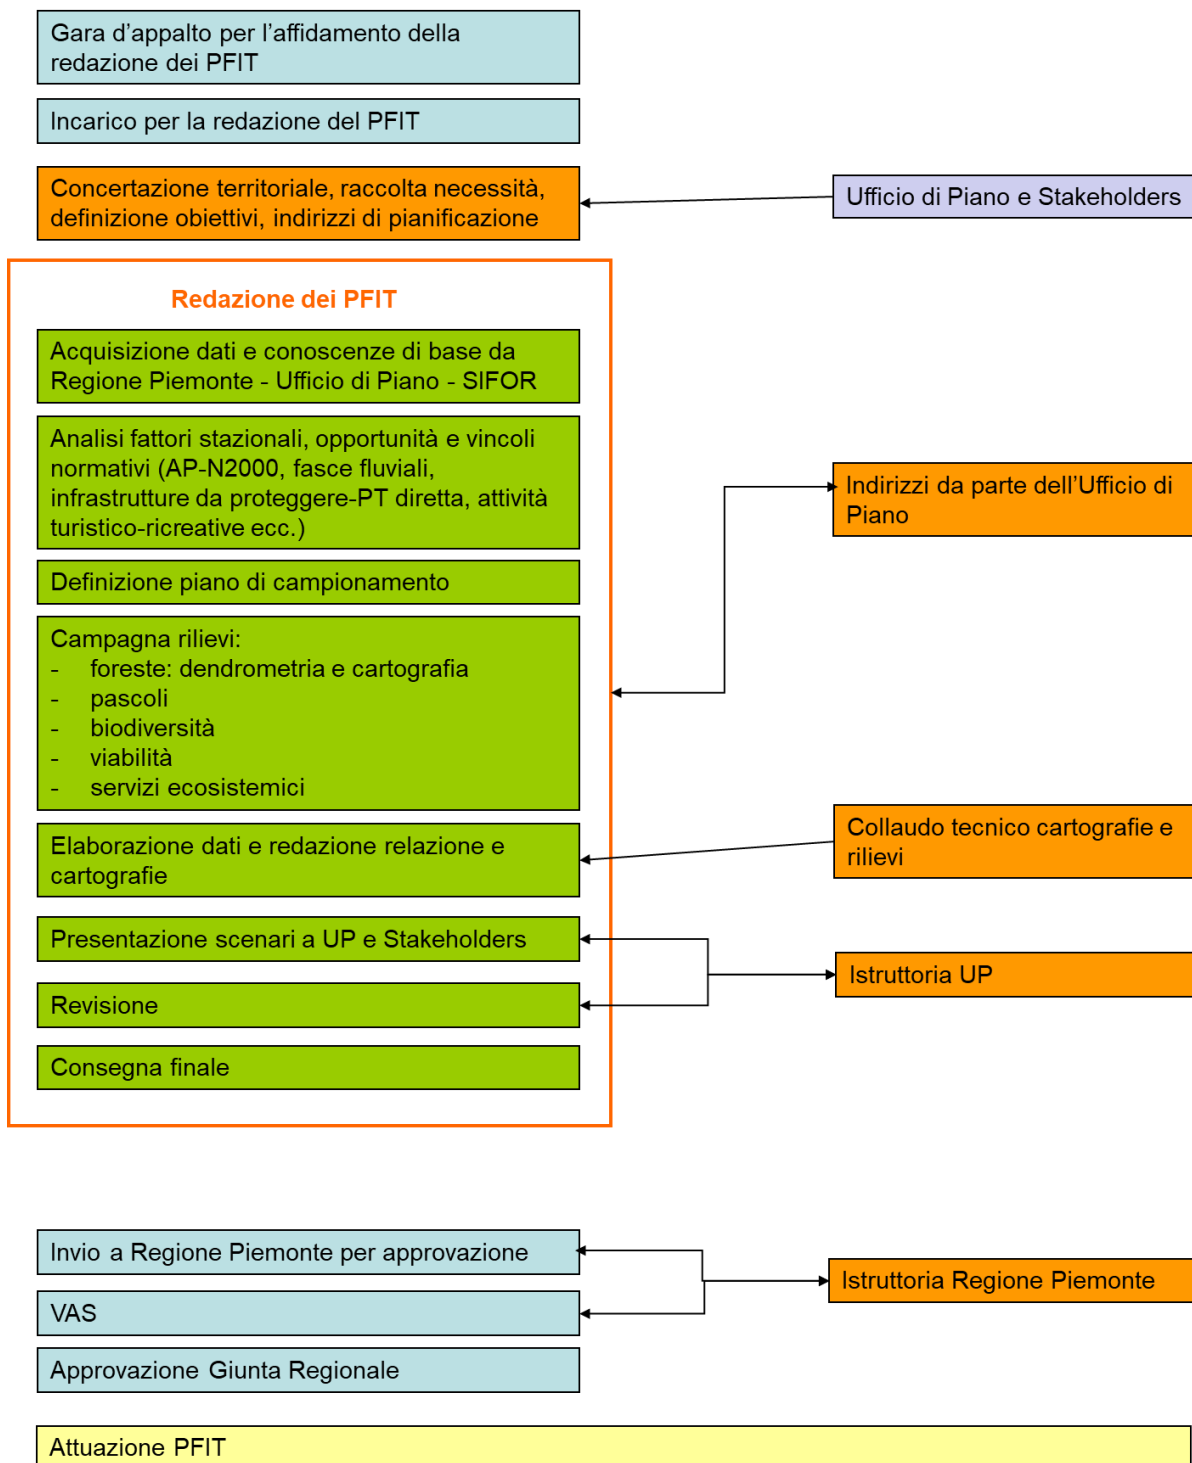 Gara d’appalto per l’affidamento della
redazione dei PFIT
Incarico per la redazione del PFIT
Concertazione territoriale, raccolta necessità,
definizione obiettivi, indirizzi di pianificazione
Ufficio di Piano e Stakeholders
Redazione dei PFIT
Acquisizione dati e conoscenze di base da
Regione Piemonte - Ufficio di Piano - SIFOR
Analisi fattori stazionali, opportunità e vincoli
normativi (AP-N2000, fasce fluviali,
infrastrutture da proteggere-PT diretta, attività
turistico-ricreative ecc.)
Indirizzi da parte dell’Ufficio di
Piano
Definizione piano di campionamento
Campagna rilievi:
- foreste: dendrometria e cartografia
- pascoli
- biodiversità
- viabilità
- servizi ecosistemici
Elaborazione dati e redazione relazione e
cartografie
Collaudo tecnico cartografie e
rilievi
Presentazione scenari a UP e Stakeholders
Istruttoria UP
Revisione
Consegna finale
Invio a Regione Piemonte per approvazione
Istruttoria Regione Piemonte
VAS
Approvazione Giunta Regionale
Attuazione PFIT